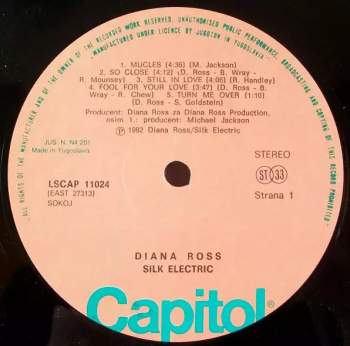 ALL RIGHTS OF THE MANUFACTURER AND OF THE OWNER OF THE RECORDED WORK RESERVED. UNAUTHORISED PUBLIC PERFORMANCE, BROADCASTING AND COPYING OF THIS RECORD PROHIBITED
MANUFACTURED UNDER LICENCE BY JUGOTON IN YUGOSLAVIA
1. MUCLES (4:36) (M. Jackson)
2. SO CLOSE (4:12) (D. Ross - B. Wray -
R. Mounsey) 3. STILL IN LOVE (4:05) (R. Handley)
4. FOOL FOR YOUR LOVE (3:47) (D. Ross - B.
Wray - R. Chew) 5. TURN ME OVER (1:10)
(D. Ross - S. Goldstein)
Producent: Diana Ross za Diana Ross Production,
osim 1.: producent: Michael Jackson
Ⓟ 1982 Diana Ross/Silk Electric
JUS. N. N4 201
Made in Yugoslavia
STEREO
LSCAP 11024
(EAST 27313)
SOKOJ
ST 33
Strana 1
DIANA ROSS
SILK ELECTRIC
Capitol®